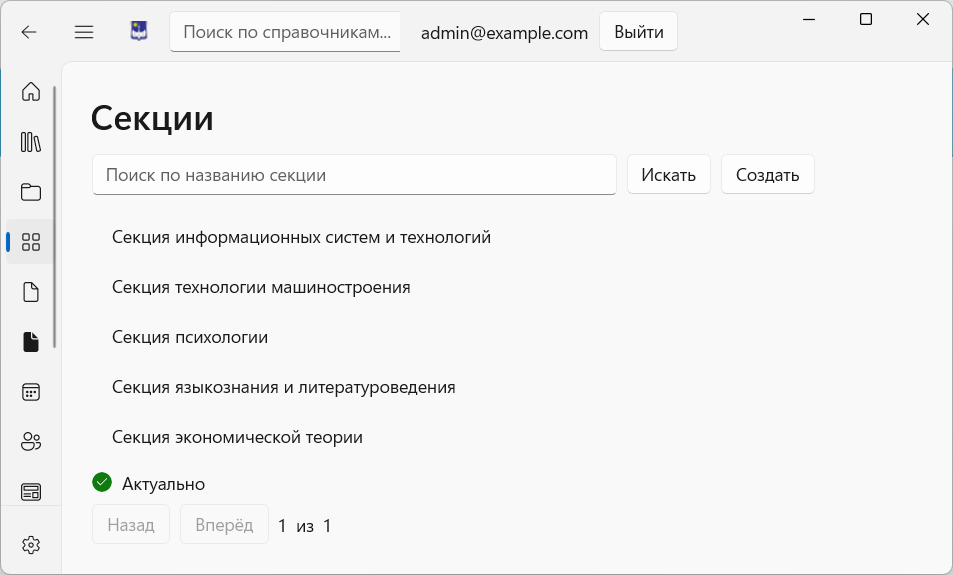 Поиск по справочникам... admin@example.com Выйти
Секции
Поиск по названию секции Искать Создать
Секция информационных систем и технологий
Секция технологии машиностроения
Секция психологии
Секция языкознания и литературоведения
Секция экономической теории
Актуально
Назад Вперёд 1 из 1